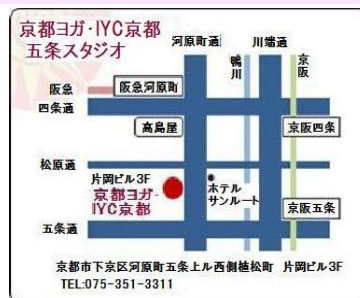 京都ヨガ･IYC京都
五条スタジオ
河原町通
鴨川
川端通
京阪
阪急
阪急河原町
四条通
高島屋
京阪四条
松原通
片岡ビル3F
京都ヨガ-
IYC京都
ホテル
サンルート
京阪五条
五条通
京都市下京区河原町五条上ル西側植松町 片岡ビル3F
TEL:075-351-3311